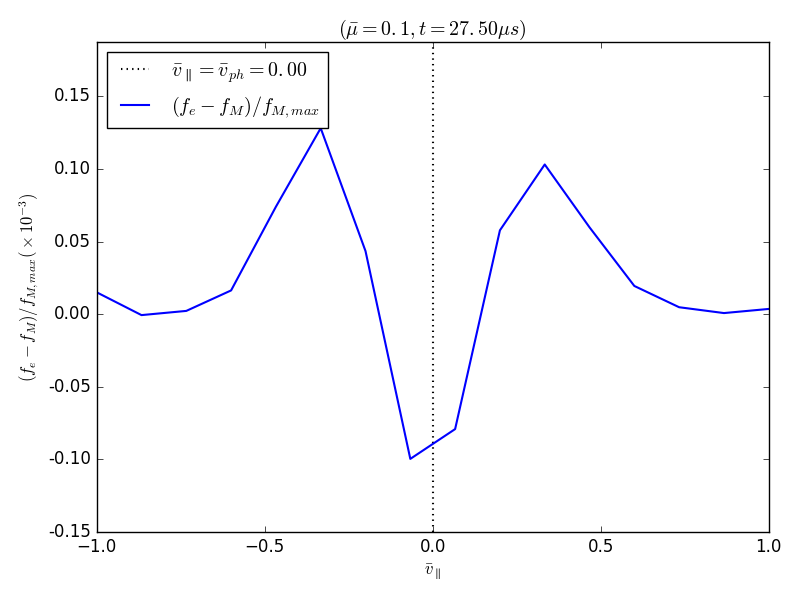 (μ̄ = 0.1, t = 27.50μs)
v̄∥ = v̄ph = 0.00
(fe − fM)/fM,max
0.15
0.10
0.05
0.00
-0.05
-0.10
-0.15
(fe − fM)/fM,max(×10⁻³)
−1.0 −0.5 0.0 0.5 1.0
v̄∥